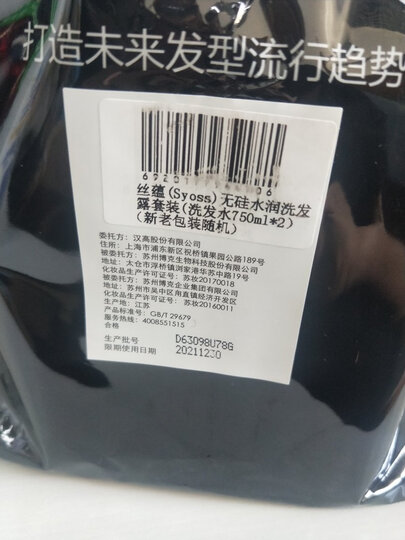 打造未来发型流行趋势
丝蕴(Syoss)无硅水润洗发
露套装(洗发水750ml*2)
(新老包装随机)
委托方：汉高股份有限公司
住所：上海市浦东新区祝桥镇果园公路189号
被委托方：苏州博克生物科技股份有限公司
地址：太仓市浮桥镇浏家港华苏中路19号
化妆品生产许可证号：苏妆20170018
被委托方：苏州博克企业集团有限公司
地址：苏州市吴中区甪直镇经济开发区
化妆品生产许可证号：苏妆20160011
生产地：江苏
产品标准号：GB/T 29679
服务热线：4008551515
合格
生产批号 D63098U78G
限期使用日期 20211230